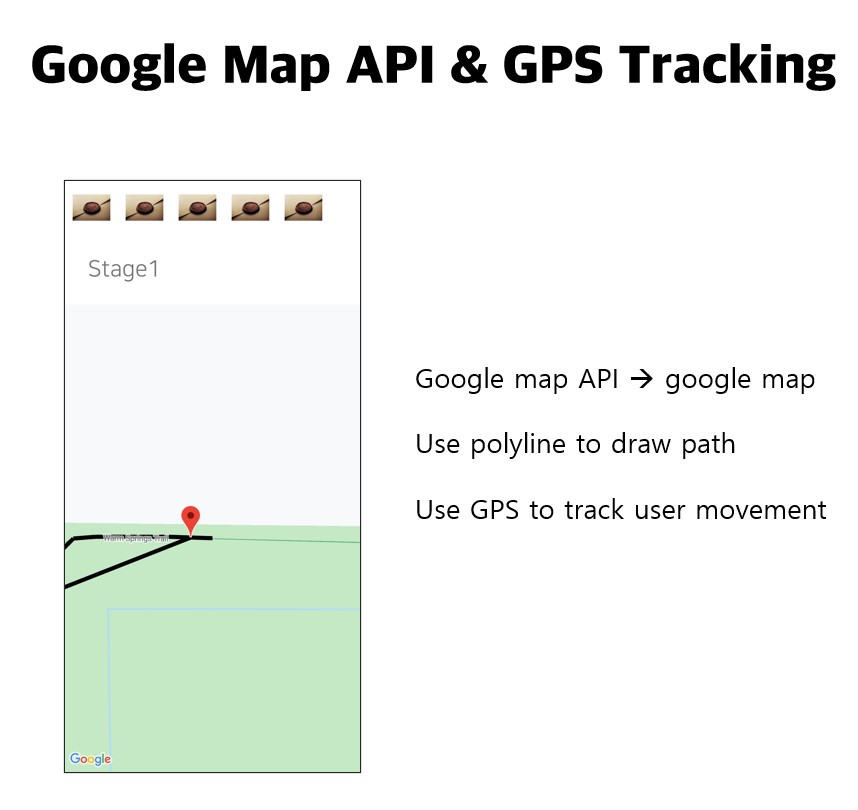 Google Map API & GPS Tracking
Stage1
Google map API → google map
Use polyline to draw path
Use GPS to track user movement
Warm Springs Trail
Google